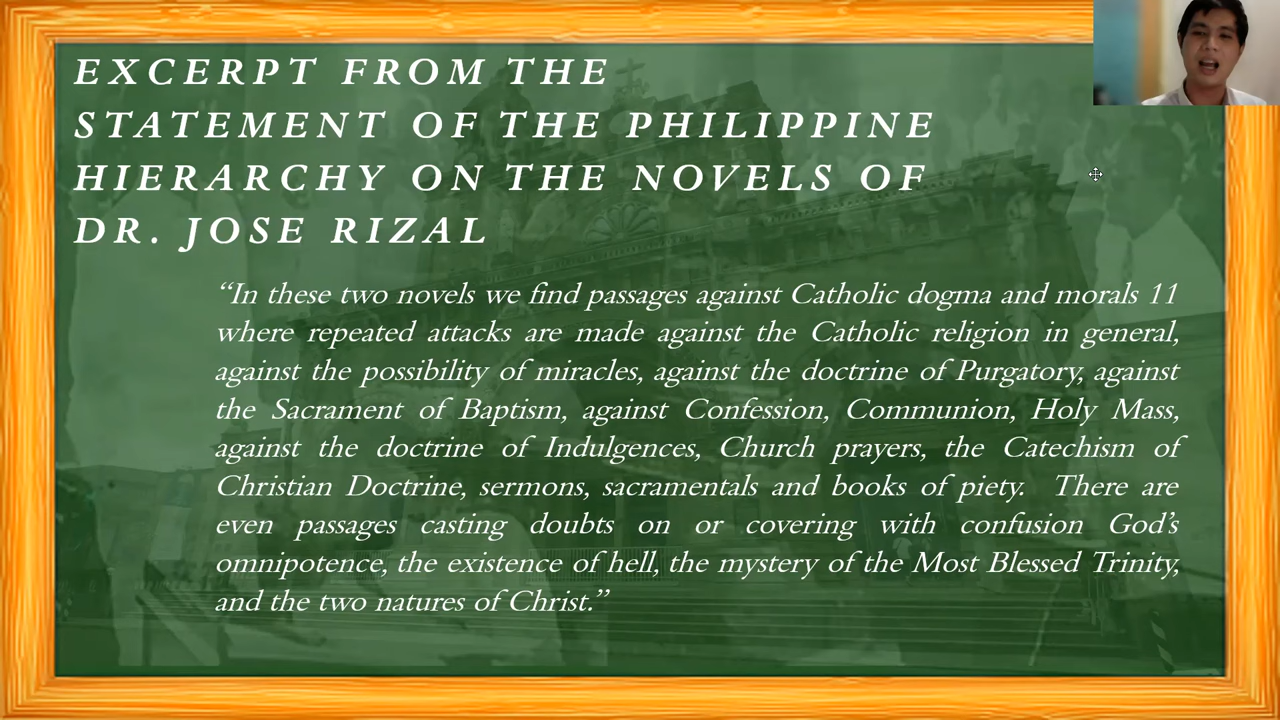 EXCERPT FROM THE
STATEMENT OF THE PHILIPPINE
HIERARCHY ON THE NOVELS OF
DR. JOSE RIZAL
“In these two novels we find passages against Catholic dogma and morals 11
where repeated attacks are made against the Catholic religion in general,
against the possibility of miracles, against the doctrine of Purgatory, against
the Sacrament of Baptism, against Confession, Communion, Holy Mass,
against the doctrine of Indulgences, Church prayers, the Catechism of
Christian Doctrine, sermons, sacramentals and books of piety. There are
even passages casting doubts on or covering with confusion God’s
omnipotence, the existence of hell, the mystery of the Most Blessed Trinity,
and the two natures of Christ.”